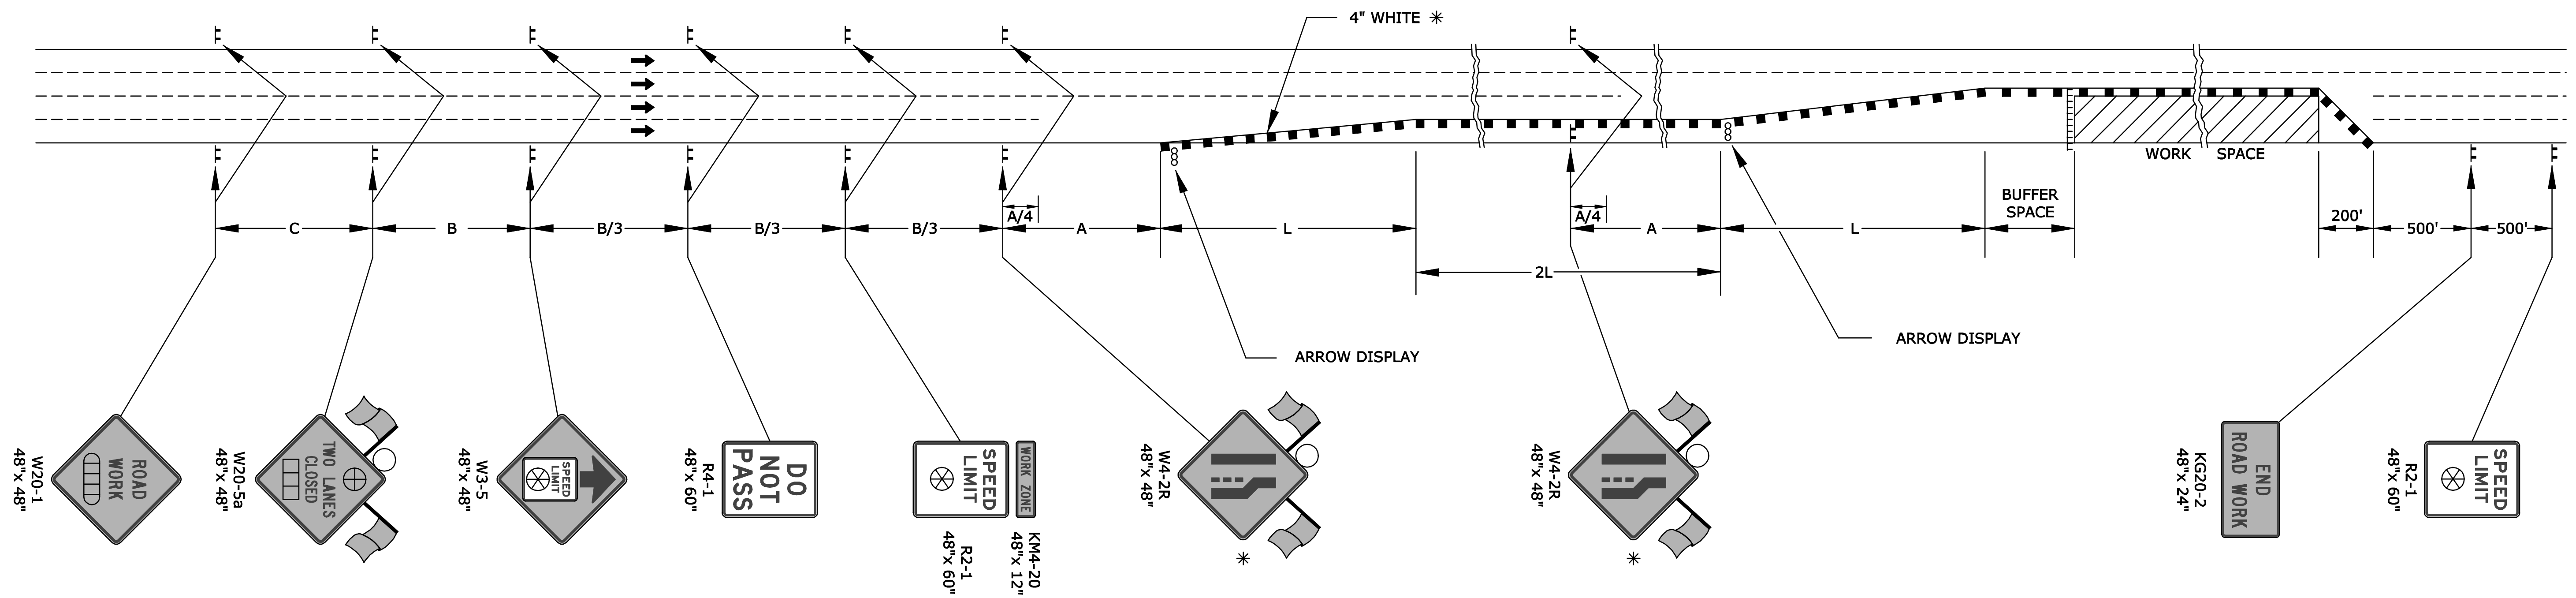 4" WHITE ✳
WORK SPACE
BUFFER
SPACE
A/4
A/4
C
B
B/3
B/3
B/3
A
L
A
L
200'
500'
500'
2L
ARROW DISPLAY
ARROW DISPLAY
ROAD
WORK
W20-1
48"x 48"
TWO LANES
CLOSED
W20-5a
48"x 48"
SPEED
LIMIT
W3-5
48"x 48"
DO
NOT
PASS
R4-1
48"x 60"
WORK ZONE
SPEED
LIMIT
KM4-20
48"x 12"
R2-1
48"x 60"
W4-2R
48"x 48"
✳
W4-2R
48"x 48"
✳
END
ROAD WORK
KG20-2
48"x 24"
SPEED
LIMIT
R2-1
48"x 60"